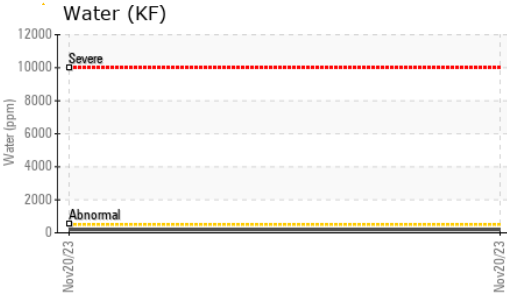 Water (KF)
12000
10000
8000
6000
4000
2000
0
Water (ppm)
Severe
Abnormal
Nov20/23
Nov20/23